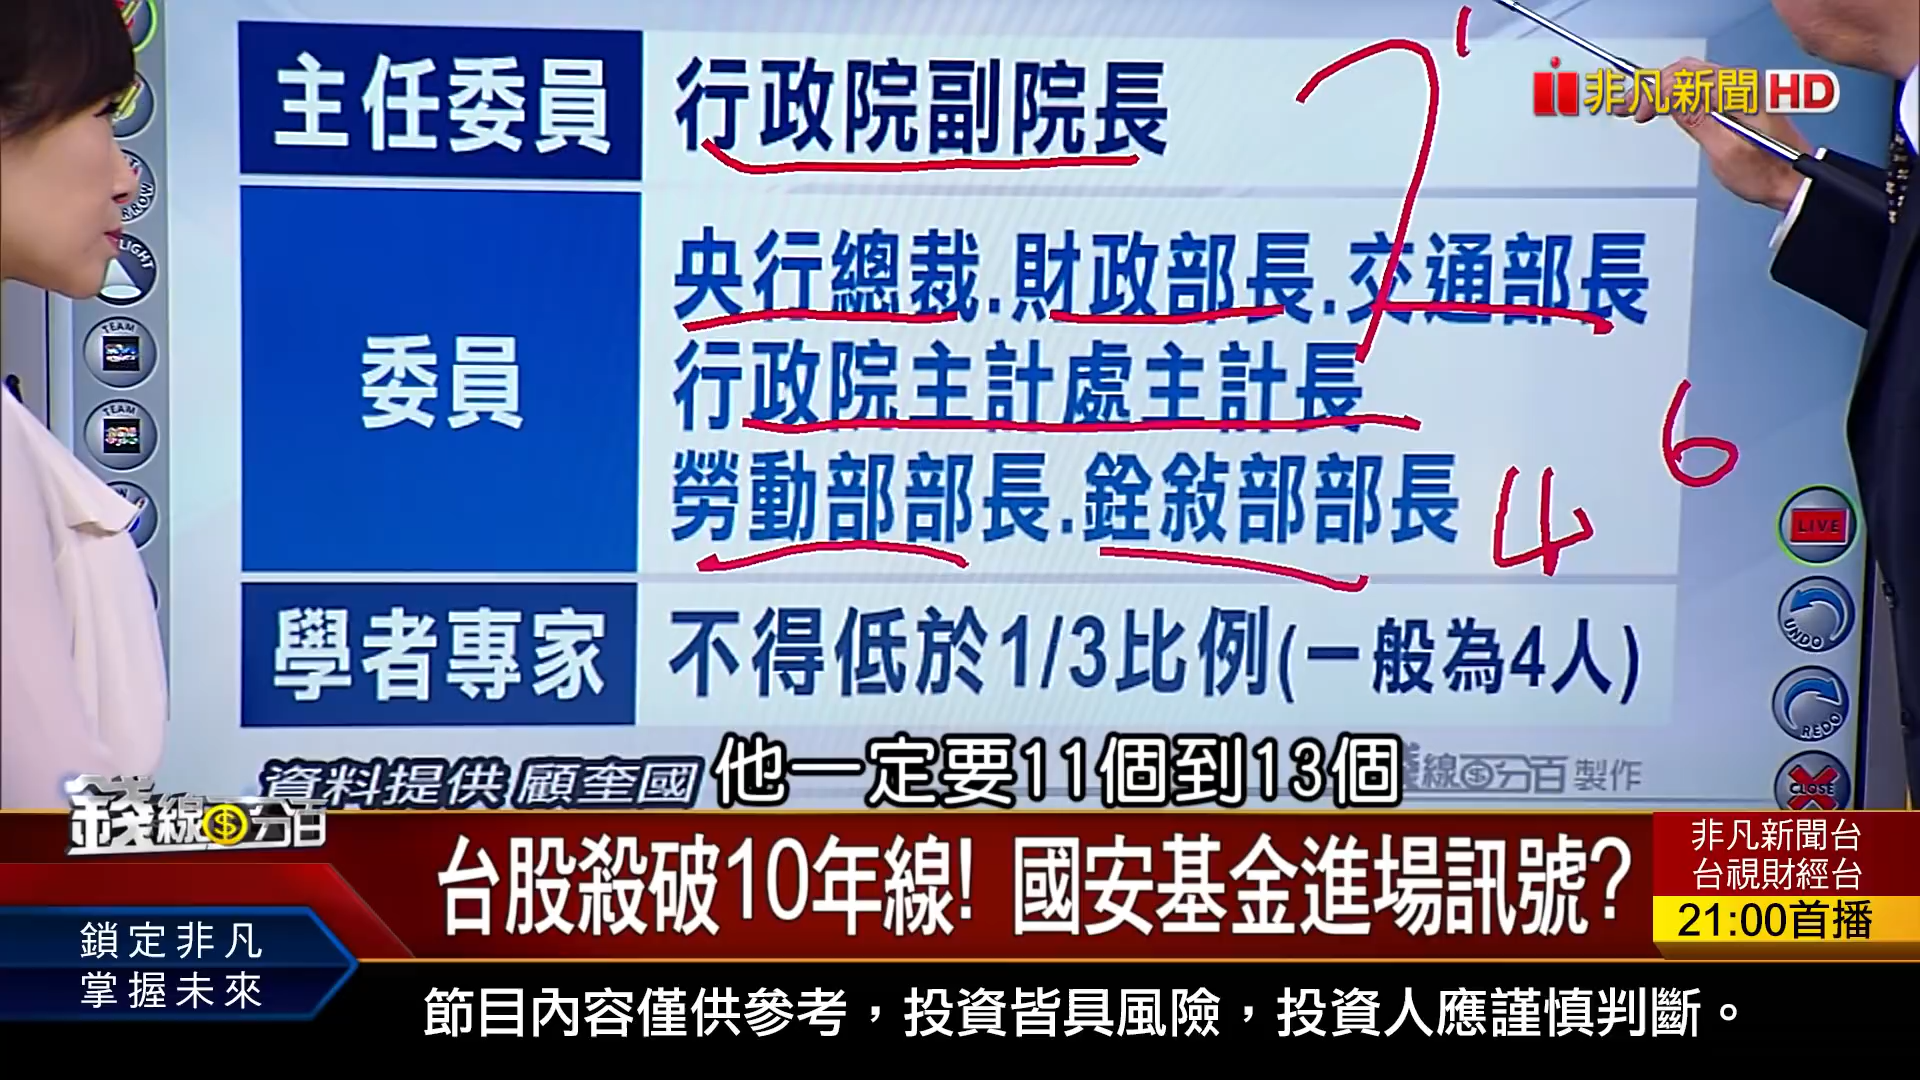 主任委員
行政院副院長
非凡新聞HD
委員
央行總裁.財政部長.交通部長
行政院主計處主計長
勞動部部長.銓敘部部長
7
6
4
學者專家
不得低於1/3比例(一般為4人)
LIGHT
TEAM
TEAM
LIVE
UNDO
REDO
CLOSE
資料提供 顧奎國
他一定要11個到13個
錢線百分百製作
錢線百分百
台股殺破10年線! 國安基金進場訊號?
非凡新聞台
台視財經台
21:00首播
鎖定非凡
掌握未來
節目內容僅供參考，投資皆具風險，投資人應謹慎判斷。